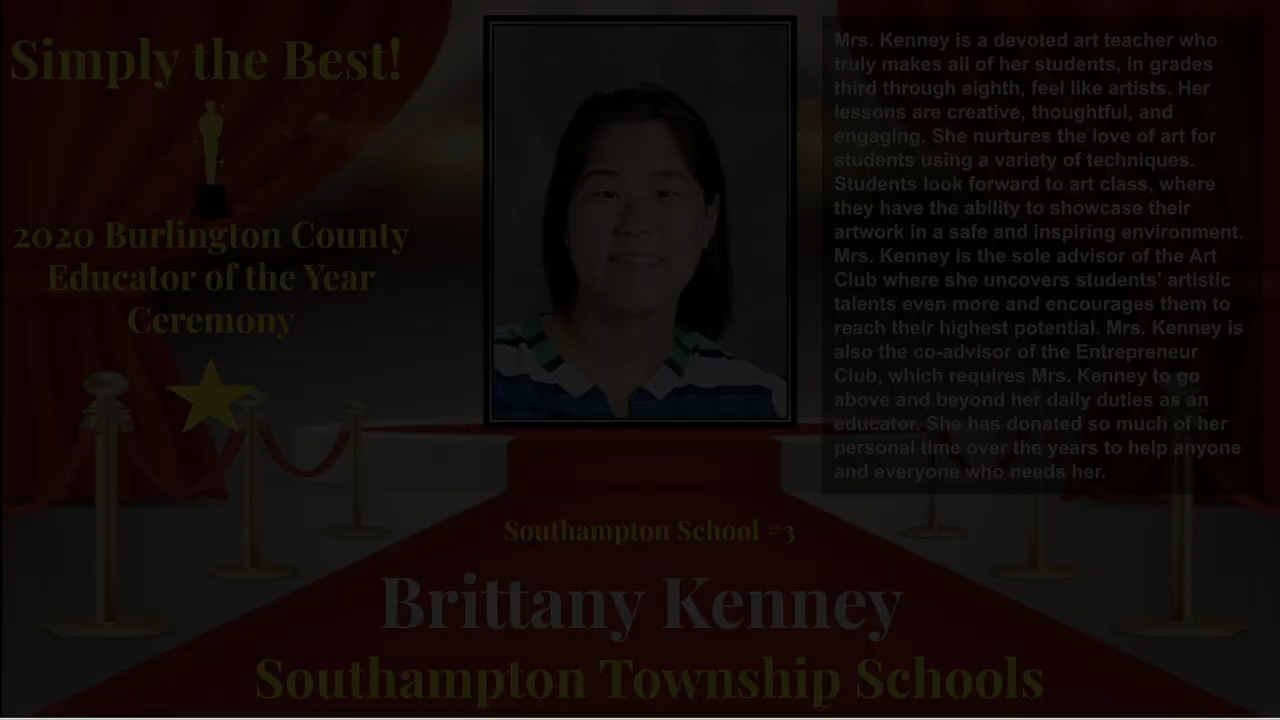 Simply the Best!
2020 Burlington County
Educator of the Year
Ceremony
Mrs. Kenney is a devoted art teacher who
truly makes all of her students, in grades
third through eighth, feel like artists. Her
lessons are creative, thoughtful, and
engaging. She nurtures the love of art for
students using a variety of techniques.
Students look forward to art class, where
they have the ability to showcase their
artwork in a safe and inspiring environment.
Mrs. Kenney is the sole advisor of the Art
Club where she uncovers students' artistic
talents even more and encourages them to
reach their highest potential. Mrs. Kenney is
also the co-advisor of the Entrepreneur
Club, which requires Mrs. Kenney to go
above and beyond her daily duties as an
educator. She has donated so much of her
personal time over the years to help anyone
and everyone who needs her.
Southampton School #3
Brittany Kenney
Southampton Township Schools